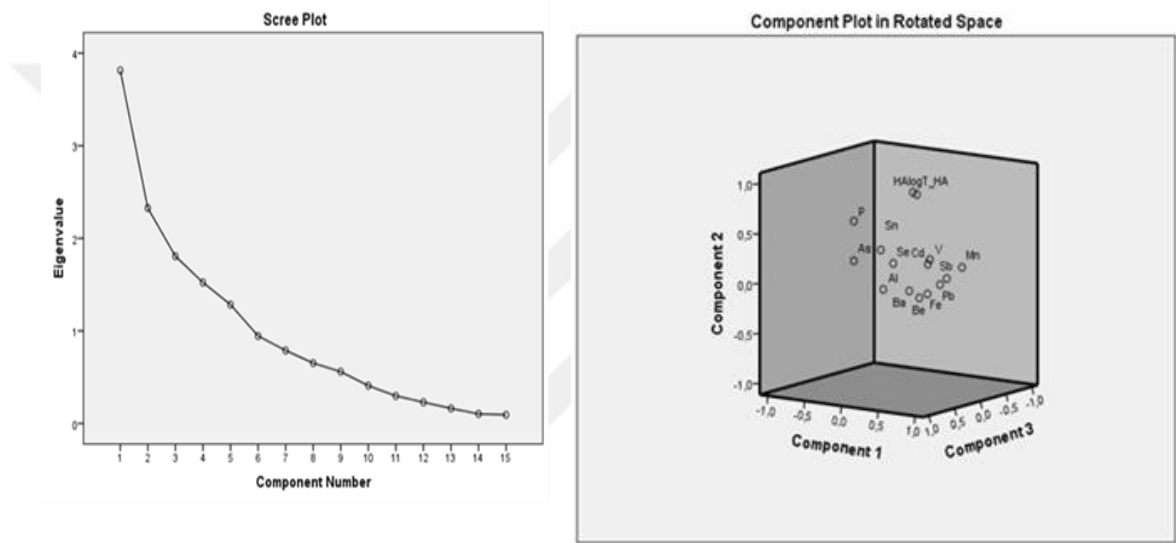 Scree Plot
4
3
2
1
0
Eigenvalue
1 2 3 4 5 6 7 8 9 10 11 12 13 14 15
Component Number
Component Plot in Rotated Space
HAlogT_HA
P
Sn
As
Se
Cd
V
Mn
Sb
Al
Ba
Be
Fe
Pb
1,0
0,5
0,0
-0,5
-1,0
Component 2
-1,0 -0,5 0,0 0,5 1,0
Component 1
1,0 0,5 0,0 -0,5 -1,0
Component 3